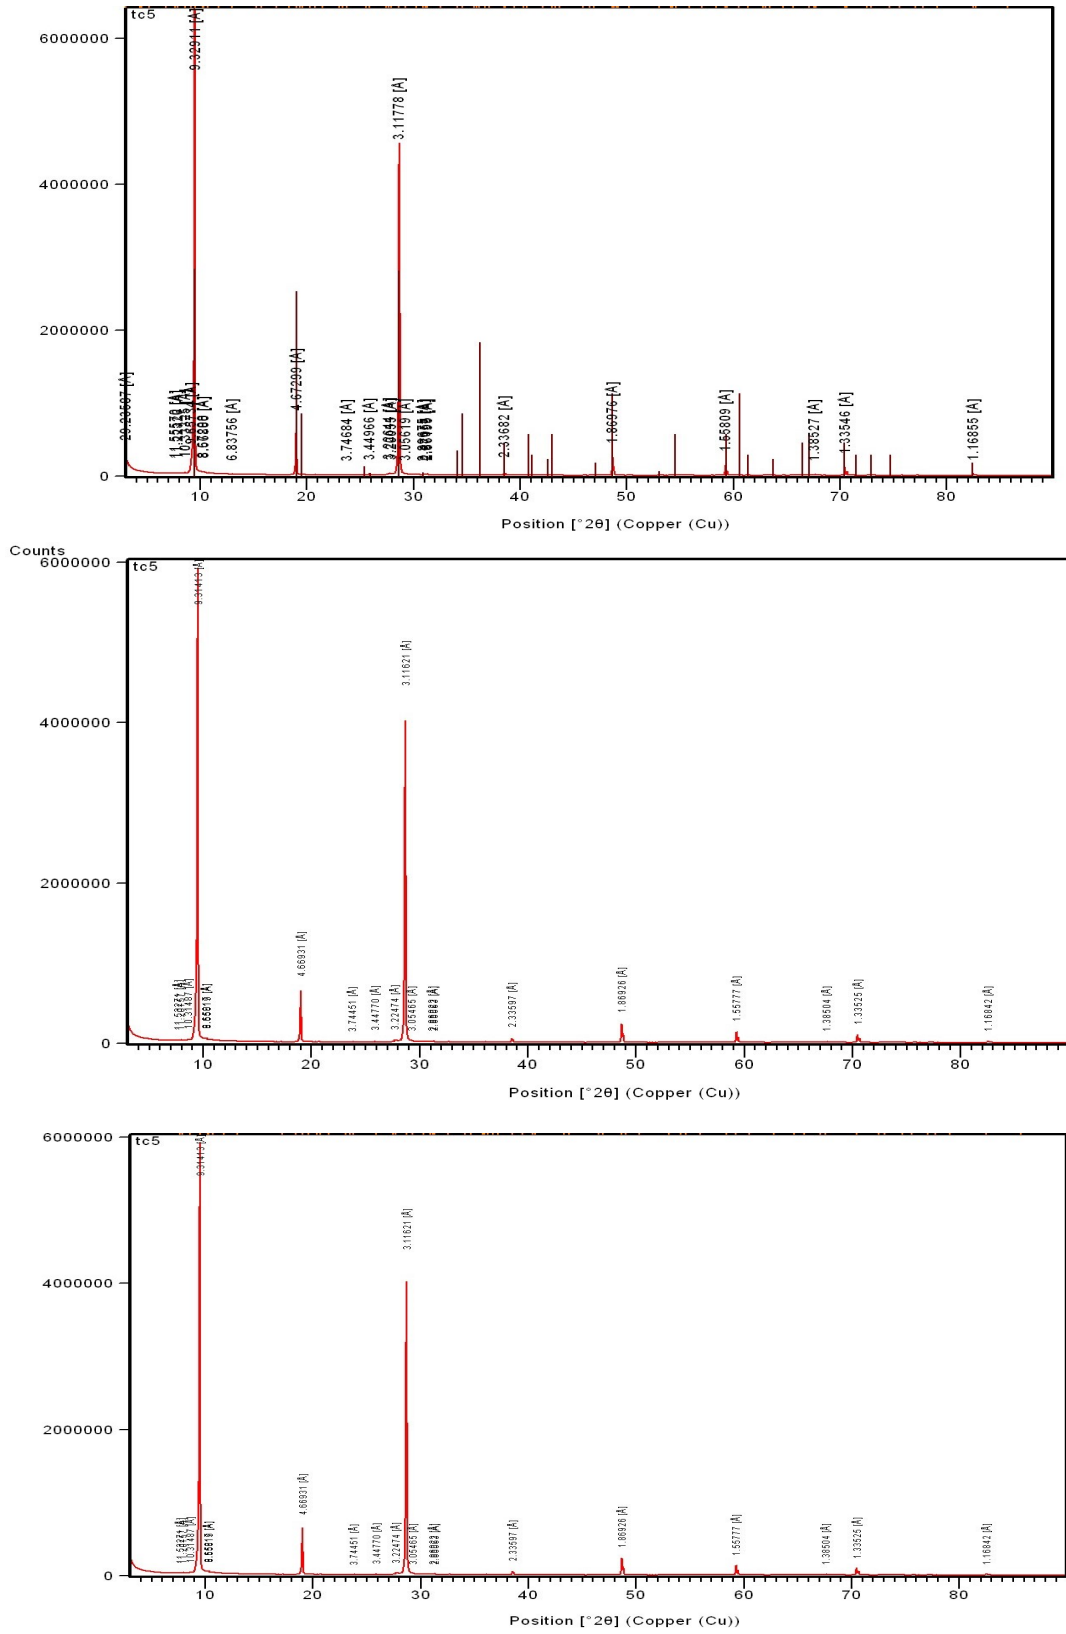 tc5
6000000
9.32911 [Å]
3.11778 [Å]
4000000
2000000
4.67299 [Å]
6.83756 [Å]
3.74684 [Å]
3.44966 [Å]
3.05619 [Å]
2.33682 [Å]
1.86976 [Å]
1.55809 [Å]
1.38527 [Å]
1.33546 [Å]
1.16855 [Å]
0
10 20 30 40 50 60 70 80
Position [°2θ] (Copper (Cu))
Counts
6000000
tc5
9.31413 [Å]
3.11621 [Å]
4000000
2000000
4.66931 [Å]
10.31487 [Å]
3.74451 [Å]
3.44770 [Å]
3.22474 [Å]
3.05465 [Å]
2.33597 [Å]
1.86926 [Å]
1.55777 [Å]
1.38504 [Å]
1.33525 [Å]
1.16842 [Å]
0
10 20 30 40 50 60 70 80
Position [°2θ] (Copper (Cu))
6000000
tc5
9.31413 [Å]
3.11621 [Å]
4000000
2000000
4.66931 [Å]
10.31487 [Å]
3.74451 [Å]
3.44770 [Å]
3.22474 [Å]
3.05465 [Å]
2.33597 [Å]
1.86926 [Å]
1.55777 [Å]
1.38504 [Å]
1.33525 [Å]
1.16842 [Å]
0
10 20 30 40 50 60 70 80
Position [°2θ] (Copper (Cu))